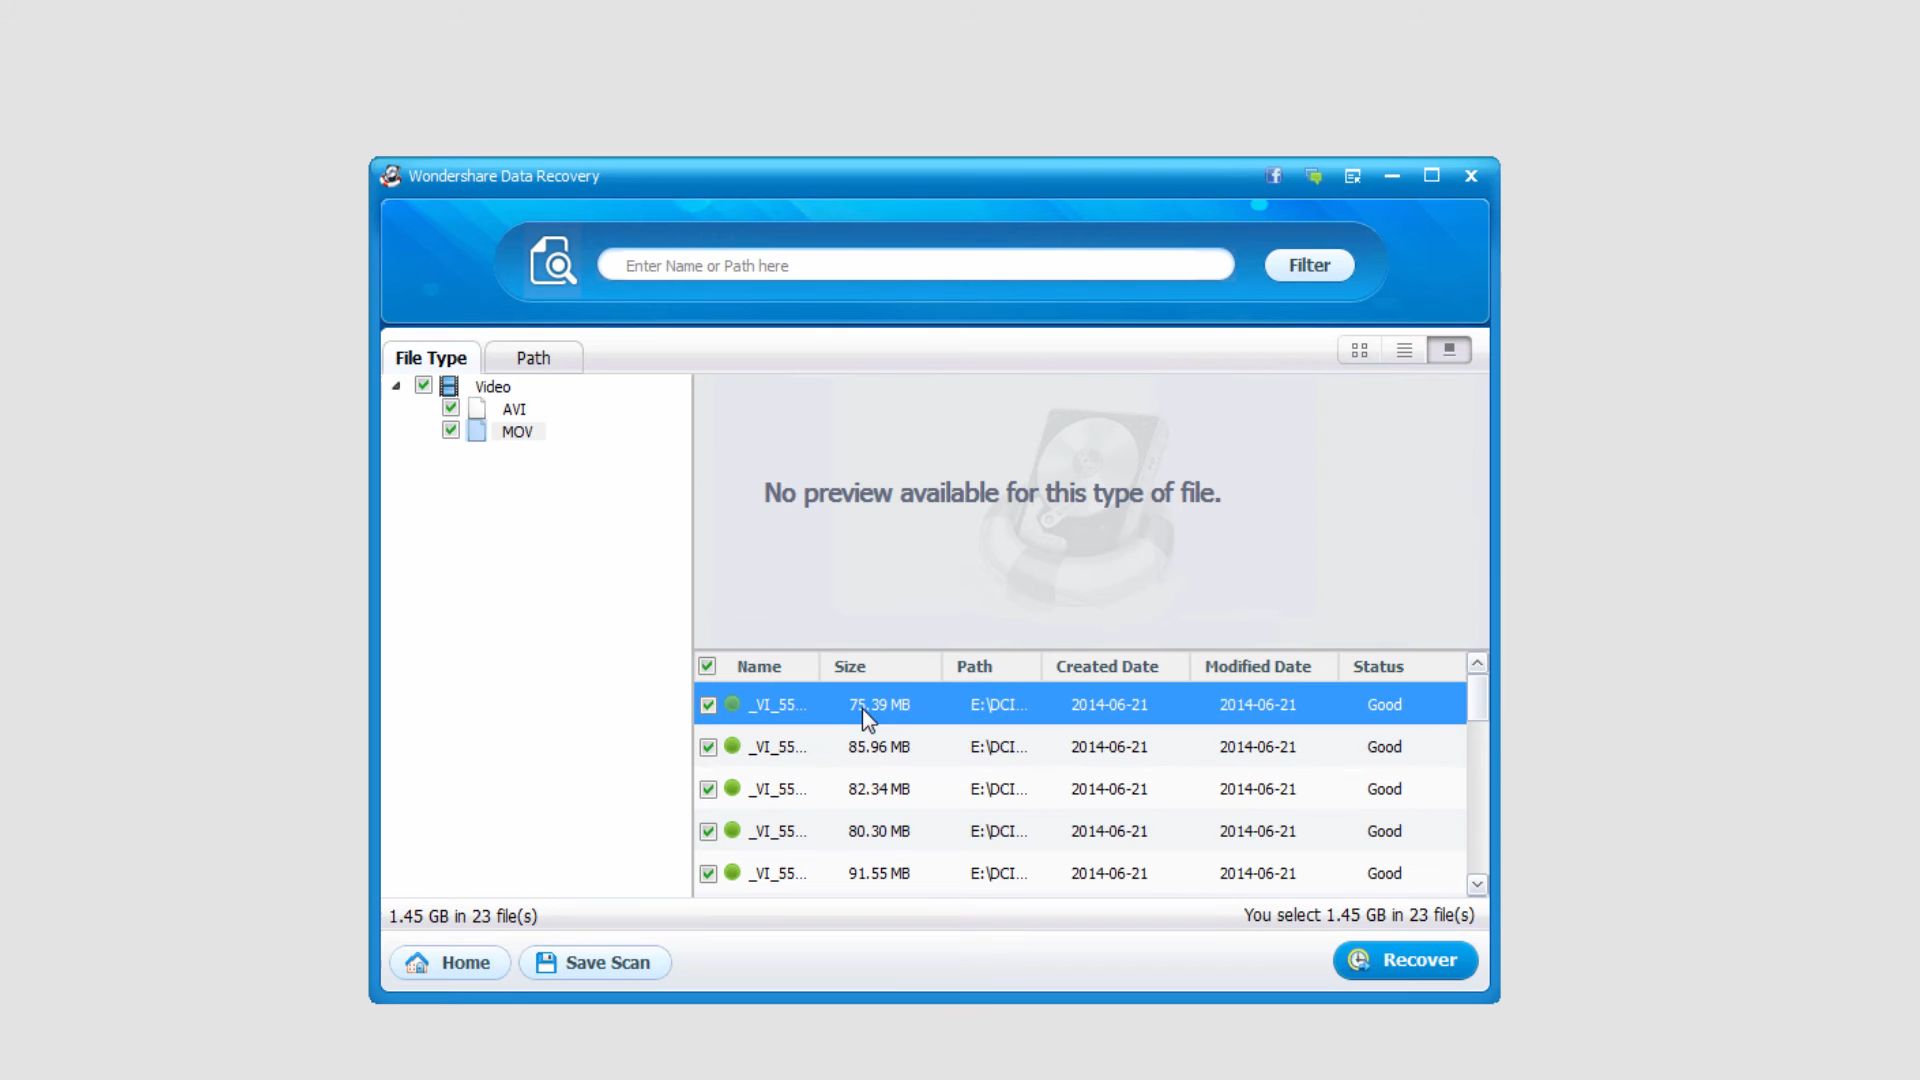 Wondershare Data Recovery
Enter Name or Path here
Filter
File Type
Path
Video
AVI
MOV
No preview available for this type of file.
Name Size Path Created Date Modified Date Status
_VI_55... 75.39 MB E:\DCI... 2014-06-21 2014-06-21 Good
_VI_55... 85.96 MB E:\DCI... 2014-06-21 2014-06-21 Good
_VI_55... 82.34 MB E:\DCI... 2014-06-21 2014-06-21 Good
_VI_55... 80.30 MB E:\DCI... 2014-06-21 2014-06-21 Good
_VI_55... 91.55 MB E:\DCI... 2014-06-21 2014-06-21 Good
1.45 GB in 23 file(s)
You select 1.45 GB in 23 file(s)
Home
Save Scan
Recover